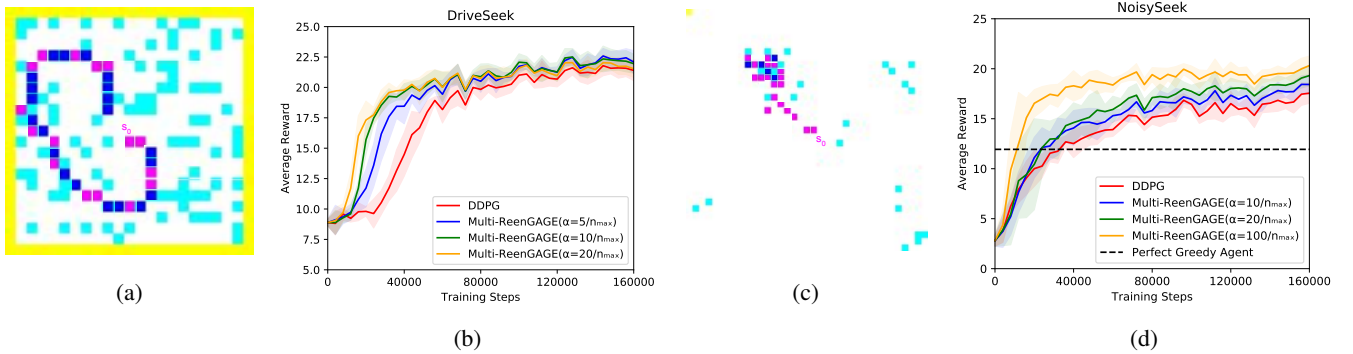 S₀
(a)
DriveSeek
Average Reward
25.0
22.5
20.0
17.5
15.0
12.5
10.0
7.5
5.0
0
40000
80000
120000
160000
Training Steps
DDPG
Multi-ReenGAGE(α=5/nₘₐₓ)
Multi-ReenGAGE(α=10/nₘₐₓ)
Multi-ReenGAGE(α=20/nₘₐₓ)
(b)
S₀
(c)
NoisySeek
Average Reward
25
20
15
10
5
0
0
40000
80000
120000
160000
Training Steps
DDPG
Multi-ReenGAGE(α=10/nₘₐₓ)
Multi-ReenGAGE(α=20/nₘₐₓ)
Multi-ReenGAGE(α=100/nₘₐₓ)
Perfect Greedy Agent
(d)